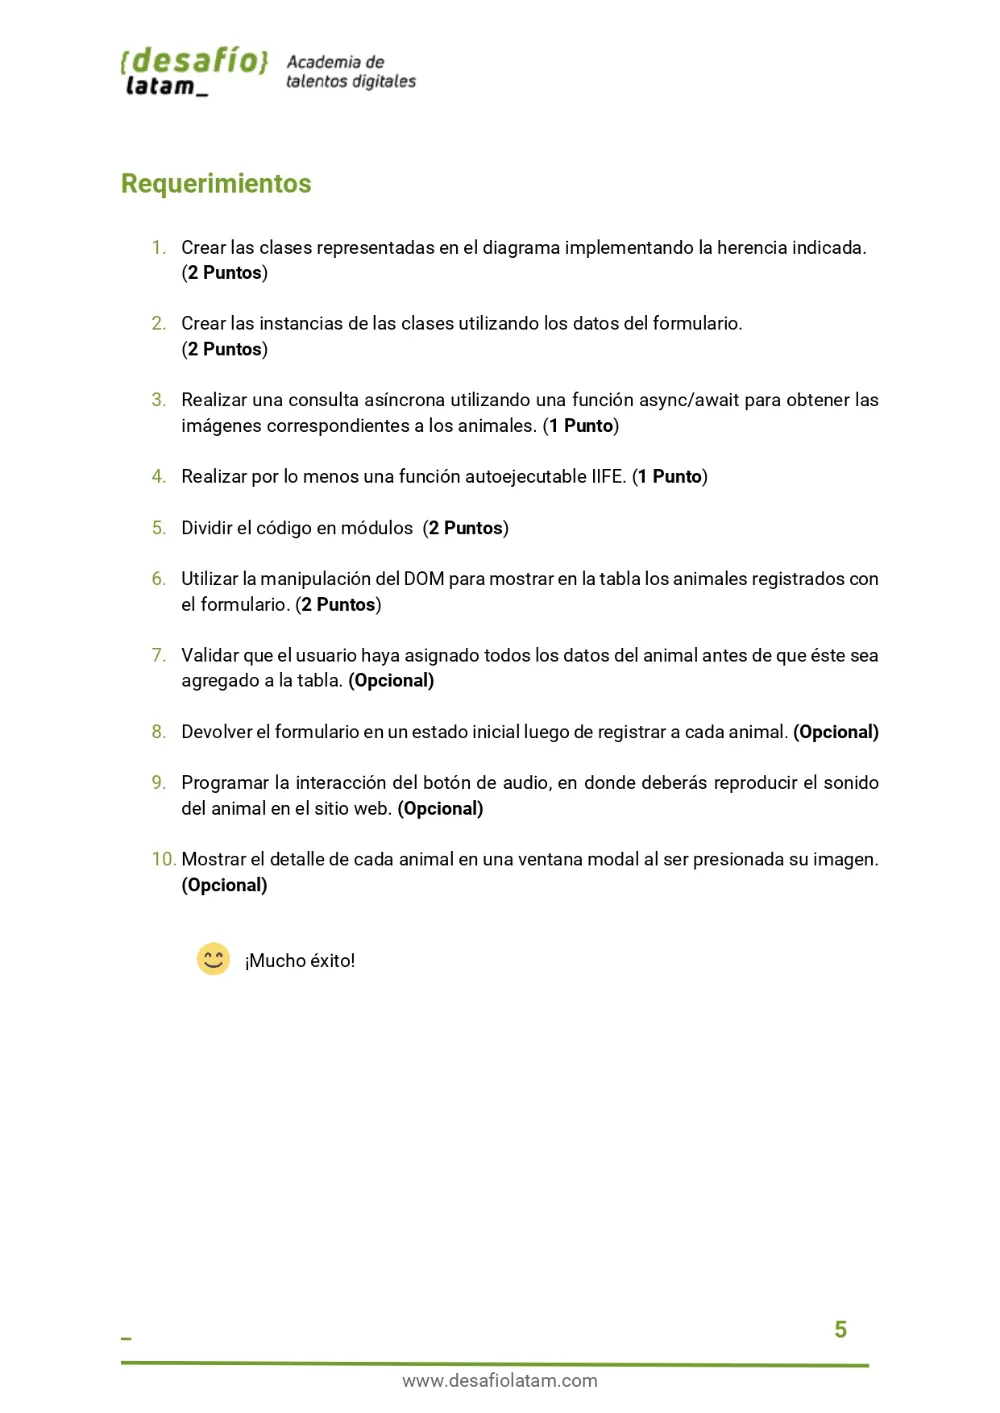 {desafío}
latam_
Academia de
talentos digitales
Requerimientos
1. Crear las clases representadas en el diagrama implementando la herencia indicada.
(2 Puntos)
2. Crear las instancias de las clases utilizando los datos del formulario.
(2 Puntos)
3. Realizar una consulta asíncrona utilizando una función async/await para obtener las
imágenes correspondientes a los animales. (1 Punto)
4. Realizar por lo menos una función autoejecutable IIFE. (1 Punto)
5. Dividir el código en módulos (2 Puntos)
6. Utilizar la manipulación del DOM para mostrar en la tabla los animales registrados con
el formulario. (2 Puntos)
7. Validar que el usuario haya asignado todos los datos del animal antes de que éste sea
agregado a la tabla. (Opcional)
8. Devolver el formulario en un estado inicial luego de registrar a cada animal. (Opcional)
9. Programar la interacción del botón de audio, en donde deberás reproducir el sonido
del animal en el sitio web. (Opcional)
10. Mostrar el detalle de cada animal en una ventana modal al ser presionada su imagen.
(Opcional)
¡Mucho éxito!
_
5
www.desafiolatam.com